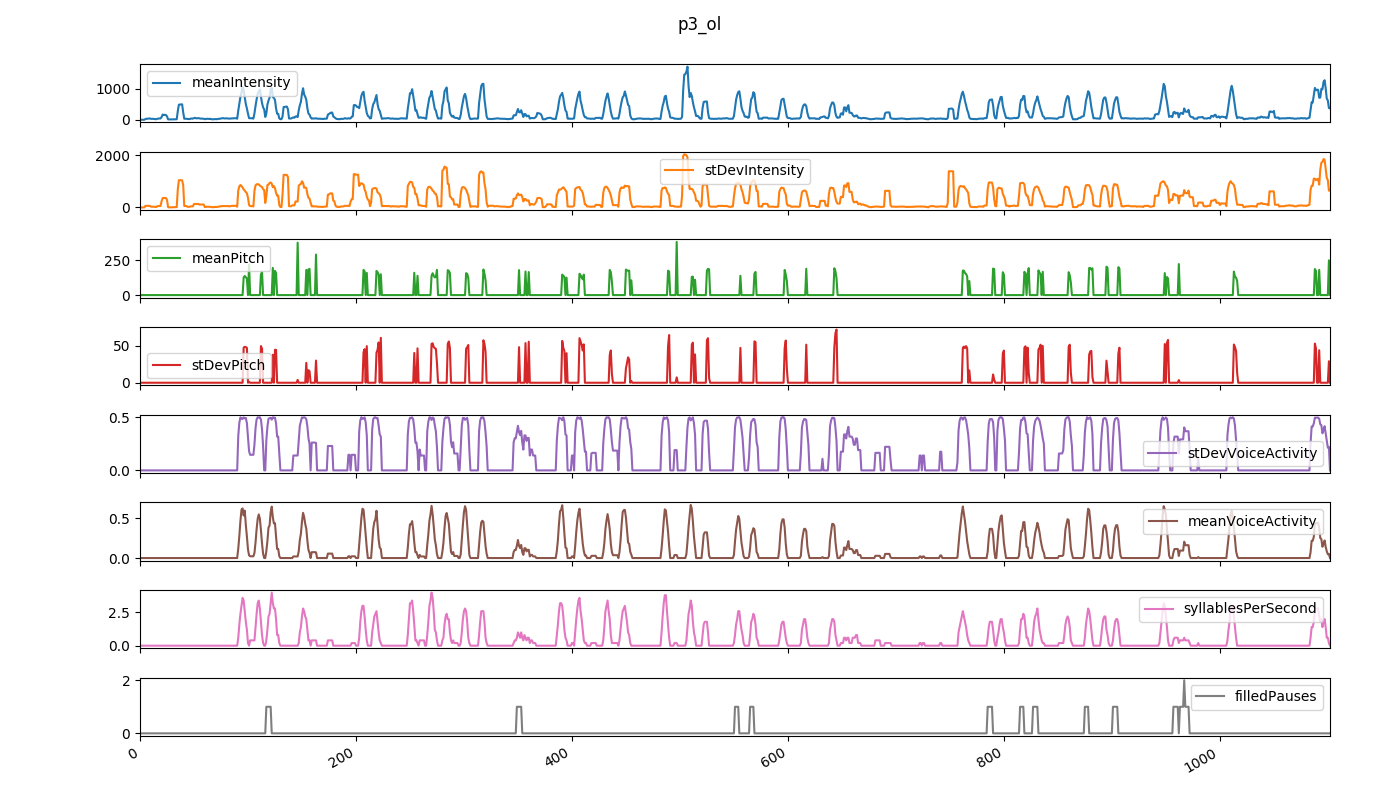 p3_ol
1000
0
meanIntensity
2000
0
stDevIntensity
250
0
meanPitch
50
0
stDevPitch
0.5
0.0
stDevVoiceActivity
0.5
0.0
meanVoiceActivity
2.5
0.0
syllablesPerSecond
2
0
filledPauses
0 200 400 600 800 1000